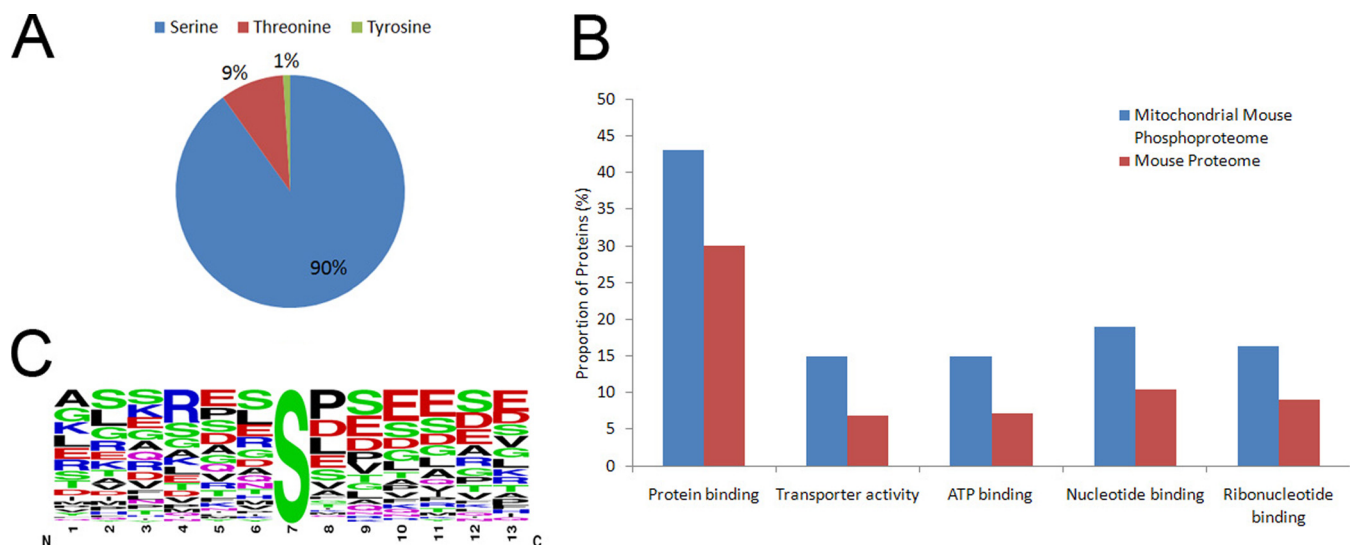 A
Serine Threonine Tyrosine
1%
9%
90%
B
50
45
40
35
30
25
20
15
10
5
0
Proportion of Proteins (%)
Mitochondrial Mouse
Phosphoproteome
Mouse Proteome
Protein binding Transporter activity ATP binding Nucleotide binding Ribonucleotide
binding
C
A S S R E S S P S E E S E
N 1 2 3 4 5 6 7 8 9 10 11 12 13 C